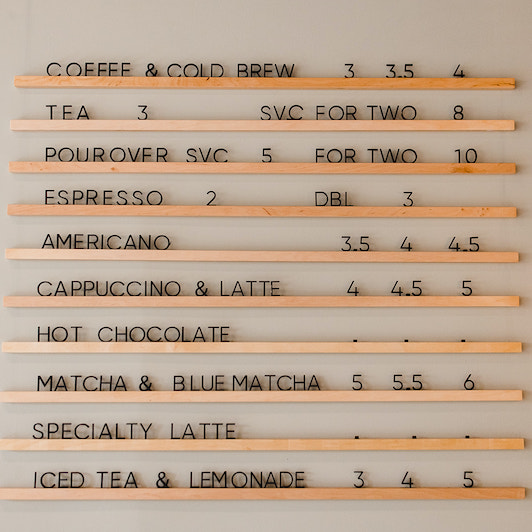 COFFEE & COLD BREW 3 3.5 4
TEA 3 SVC FOR TWO 8
POUROVER SVC 5 FOR TWO 10
ESPRESSO 2 DBL 3
AMERICANO 3.5 4 4.5
CAPPUCCINO & LATTE 4 4.5 5
HOT CHOCOLATE . . .
MATCHA & BLUE MATCHA 5 5.5 6
SPECIALTY LATTE . . .
ICED TEA & LEMONADE 3 4 5